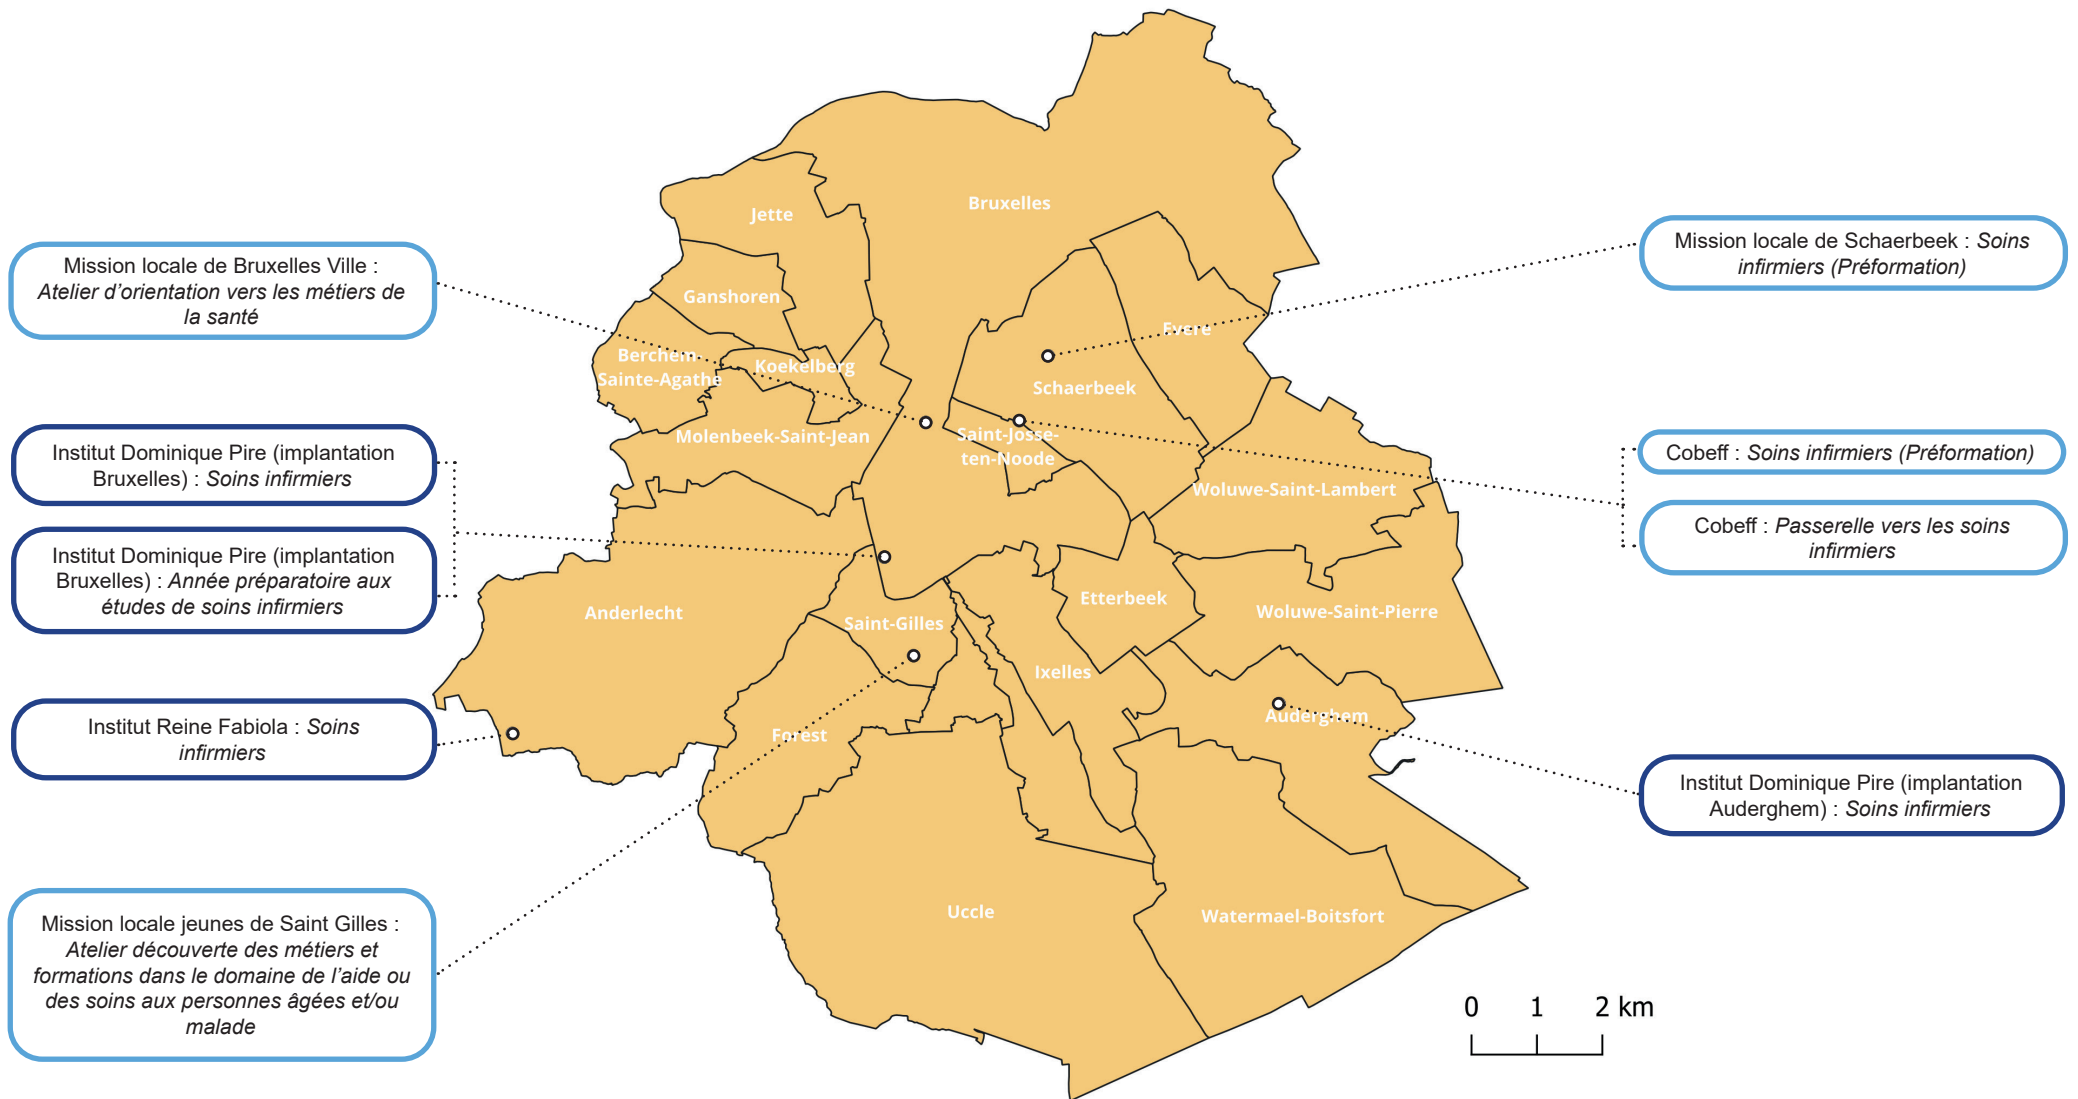 Mission locale de Bruxelles Ville :
Atelier d’orientation vers les métiers de
la santé
Institut Dominique Pire (implantation
Bruxelles) : Soins infirmiers
Institut Dominique Pire (implantation
Bruxelles) : Année préparatoire aux
études de soins infirmiers
Institut Reine Fabiola : Soins
infirmiers
Mission locale jeunes de Saint Gilles :
Atelier découverte des métiers et
formations dans le domaine de l’aide ou
des soins aux personnes âgées et/ou
malade
Bruxelles
Jette
Ganshoren
Evere
Berchem-
Sainte-Agathe
Koekelberg
Schaerbeek
Molenbeek-Saint-Jean
Saint-Josse-
ten-Noode
Woluwe-Saint-Lambert
Anderlecht
Saint-Gilles
Etterbeek
Woluwe-Saint-Pierre
Ixelles
Auderghem
Forest
Uccle
Watermael-Boitsfort
Mission locale de Schaerbeek : Soins
infirmiers (Préformation)
Cobeff : Soins infirmiers (Préformation)
Cobeff : Passerelle vers les soins
infirmiers
Institut Dominique Pire (implantation
Auderghem) : Soins infirmiers
0 1 2 km